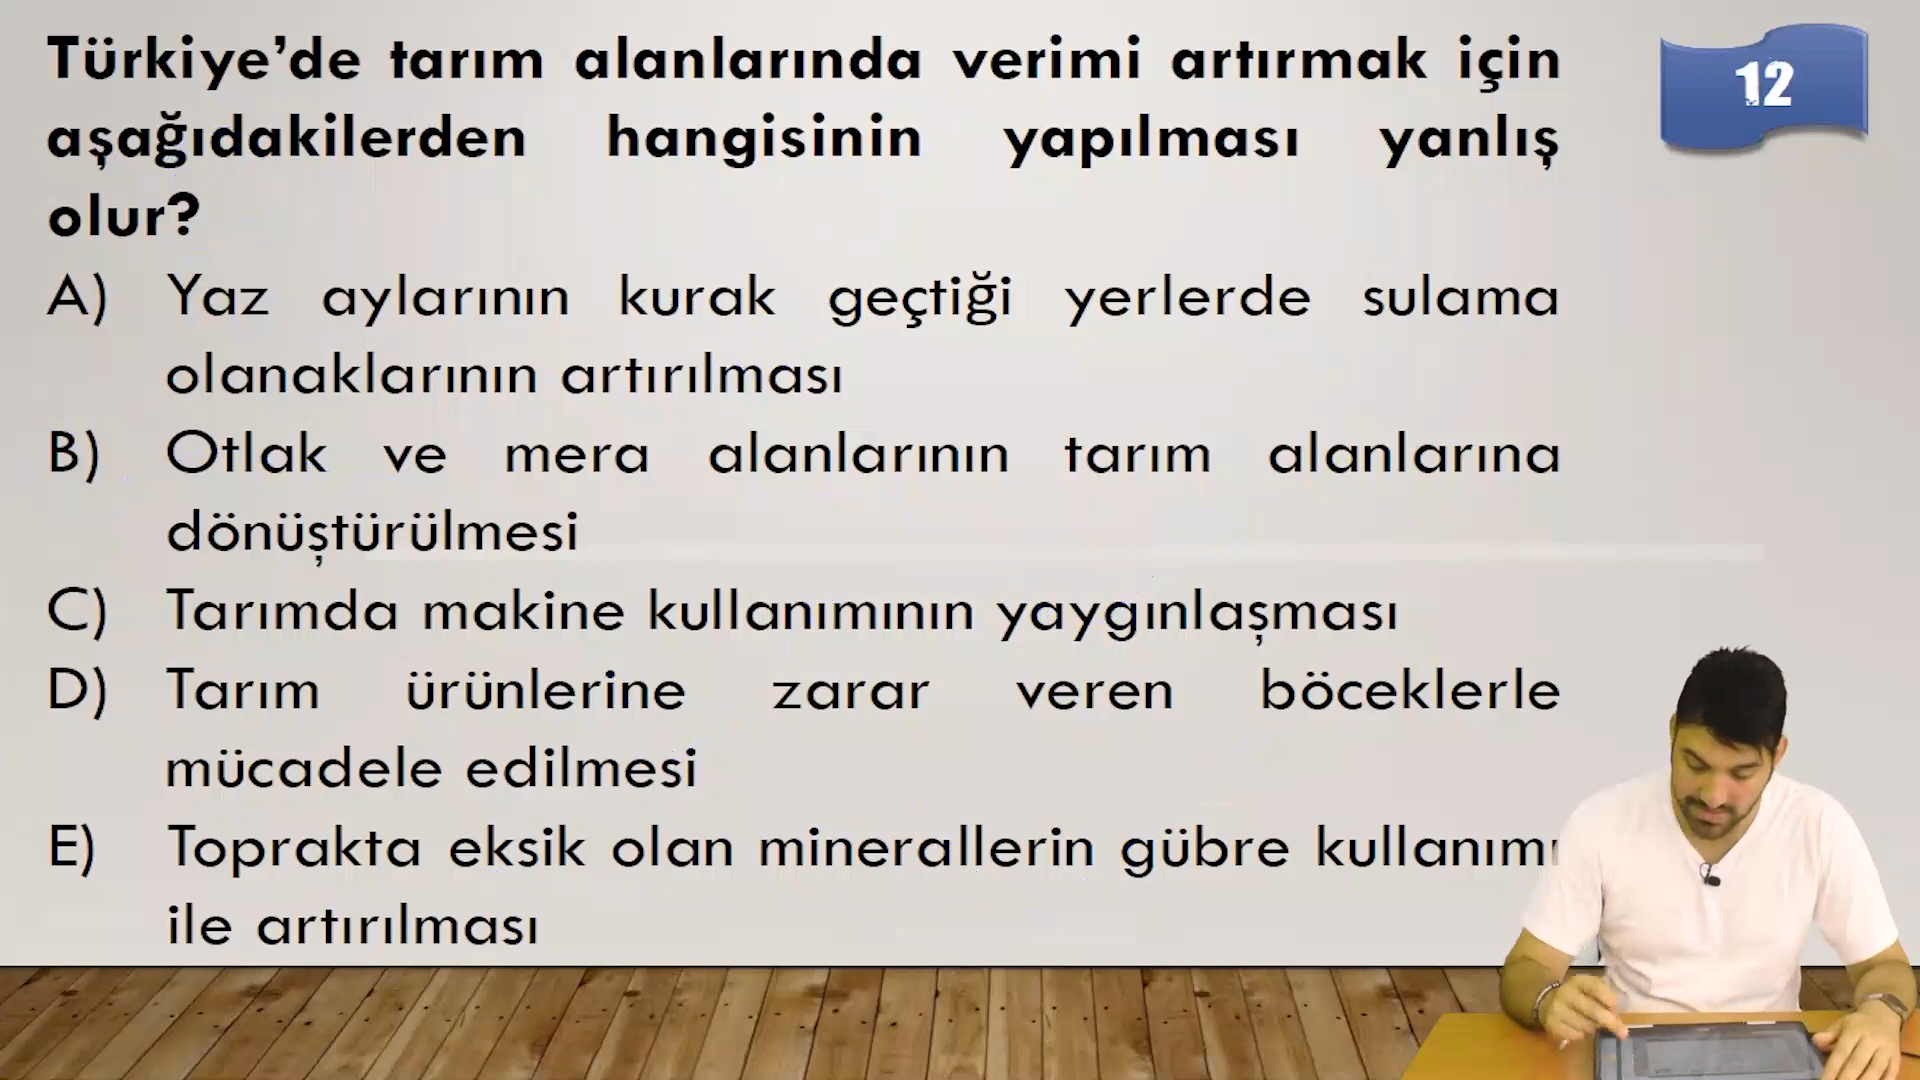 Türkiye’de tarım alanlarında verimi artırmak için
aşağıdakilerden hangisinin yapılması yanlış
olur?
12
A) Yaz aylarının kurak geçtiği yerlerde sulama
olanaklarının artırılması
B) Otlak ve mera alanlarının tarım alanlarına
dönüştürülmesi
C) Tarımda makine kullanımının yaygınlaşması
D) Tarım ürünlerine zarar veren böceklerle
mücadele edilmesi
E) Toprakta eksik olan minerallerin gübre kullanımı
ile artırılması